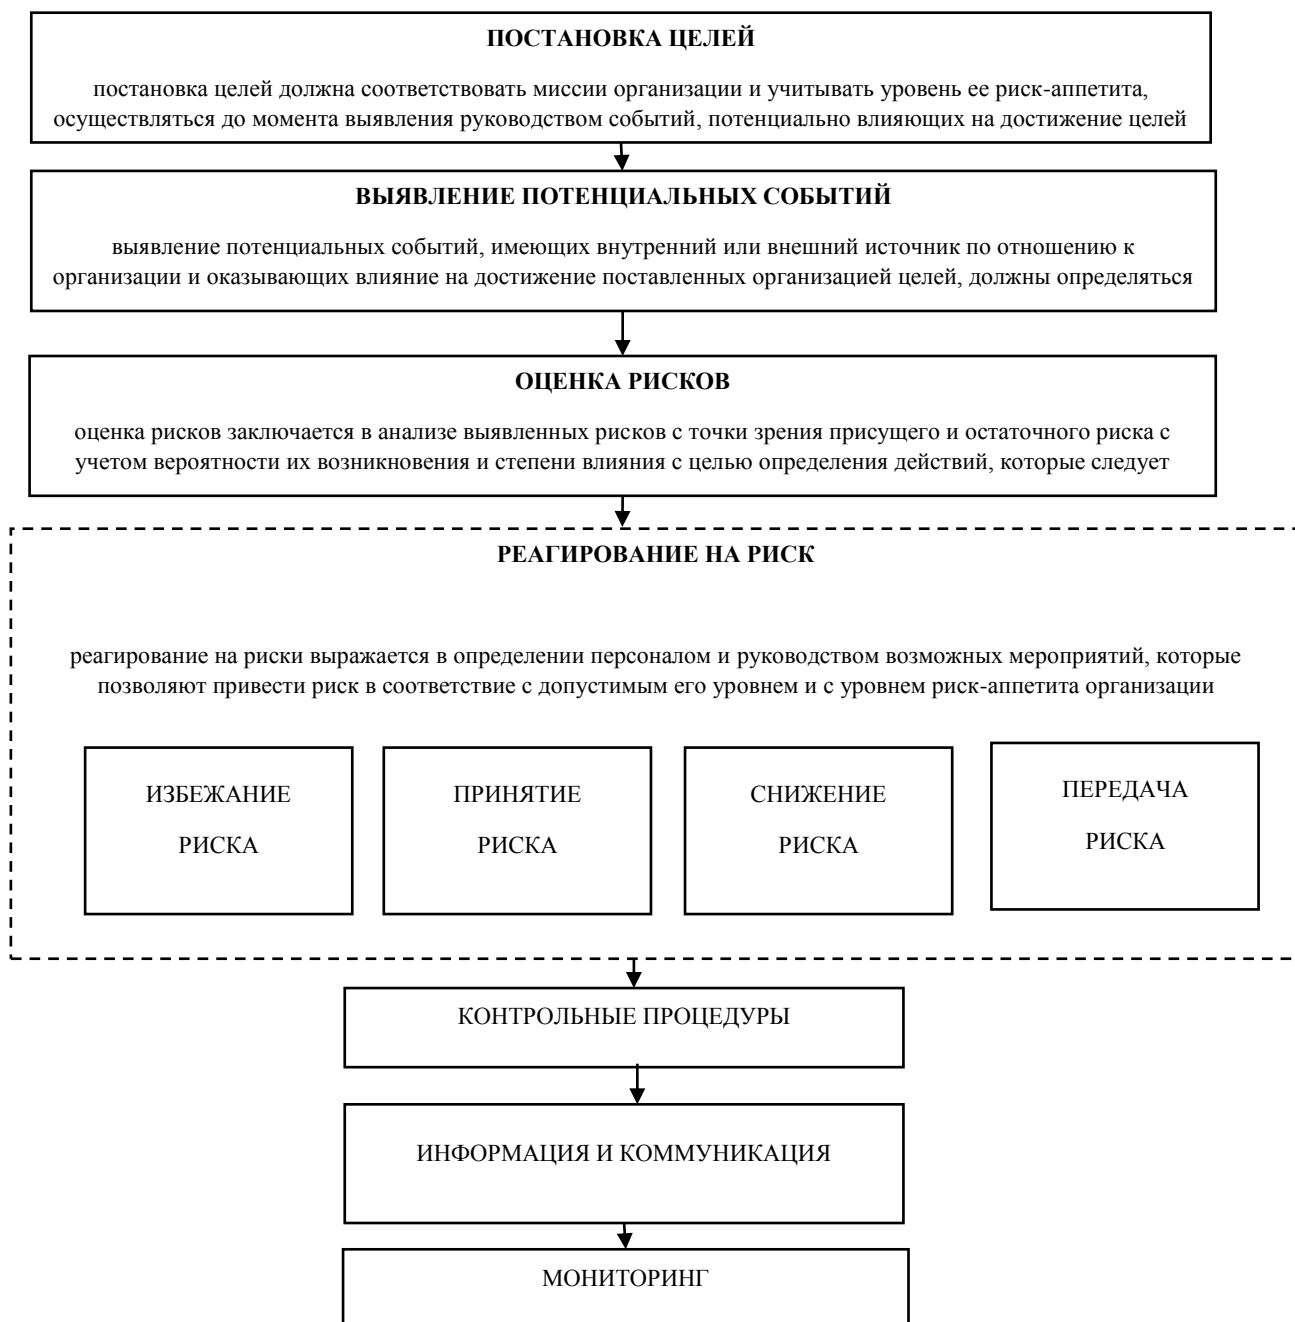 ПОСТАНОВКА ЦЕЛЕЙ
постановка целей должна соответствовать миссии организации и учитывать уровень ее риск-аппетита,
осуществляться до момента выявления руководством событий, потенциально влияющих на достижение целей
ВЫЯВЛЕНИЕ ПОТЕНЦИАЛЬНЫХ СОБЫТИЙ
выявление потенциальных событий, имеющих внутренний или внешний источник по отношению к
организации и оказывающих влияние на достижение поставленных организацией целей, должны определяться
ОЦЕНКА РИСКОВ
оценка рисков заключается в анализе выявленных рисков с точки зрения присущего и остаточного риска с
учетом вероятности их возникновения и степени влияния с целью определения действий, которые следует
РЕАГИРОВАНИЕ НА РИСК
реагирование на риски выражается в определении персоналом и руководством возможных мероприятий, которые
позволяют привести риск в соответствие с допустимым его уровнем и с уровнем риск-аппетита организации
ИЗБЕЖАНИЕ
РИСКА
ПРИНЯТИЕ
РИСКА
СНИЖЕНИЕ
РИСКА
ПЕРЕДАЧА
РИСКА
КОНТРОЛЬНЫЕ ПРОЦЕДУРЫ
ИНФОРМАЦИЯ И КОММУНИКАЦИЯ
МОНИТОРИНГ